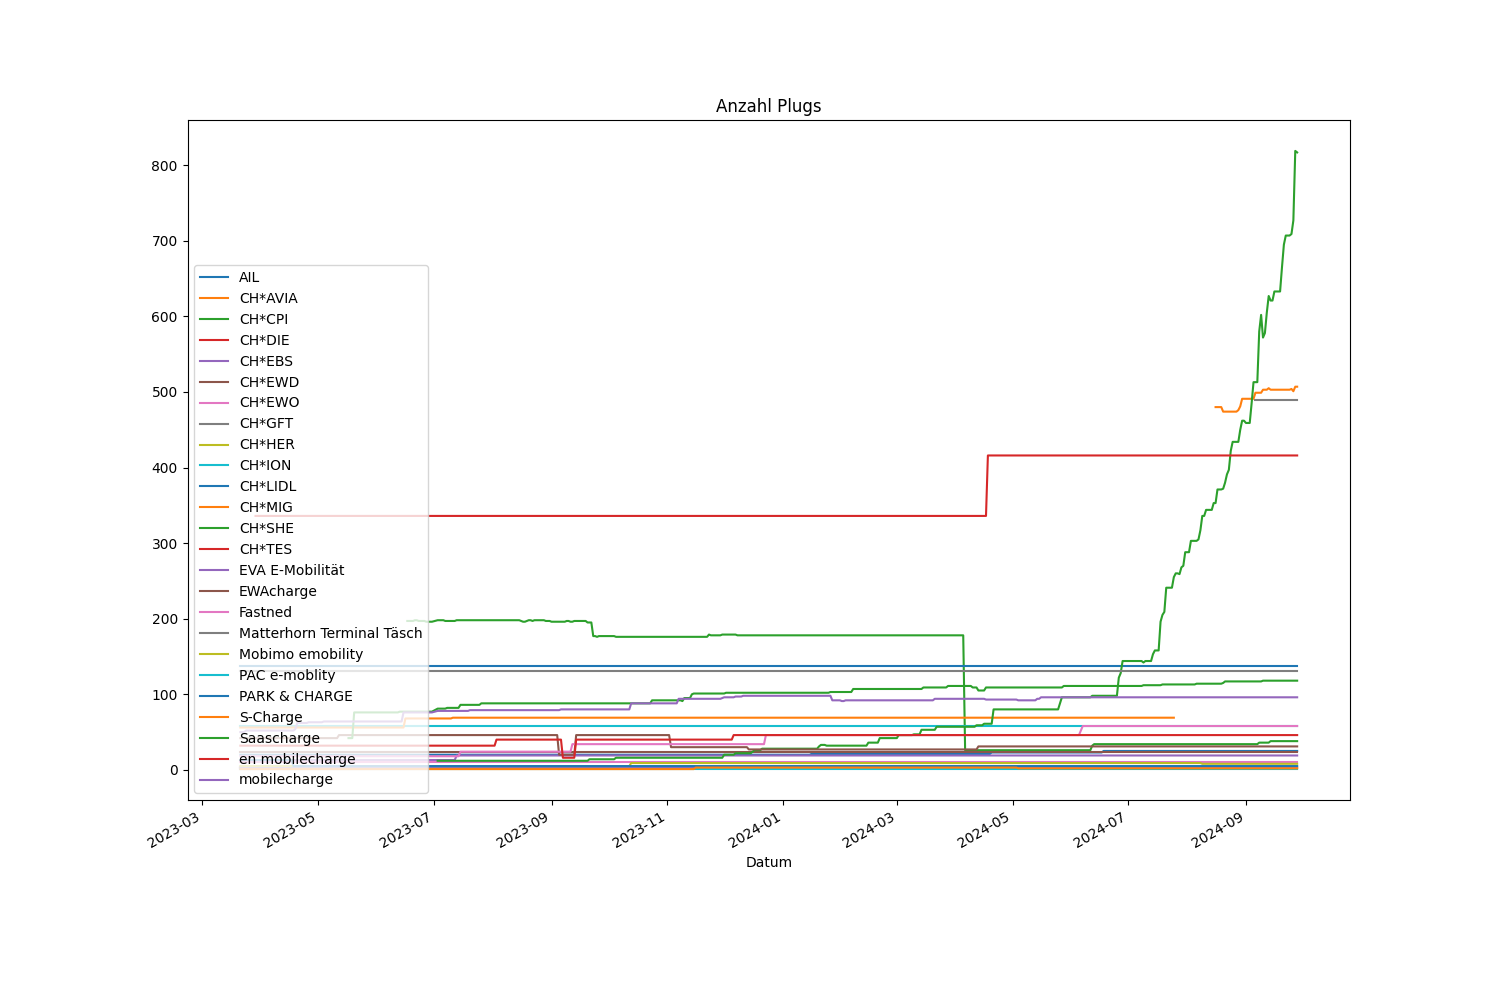 Anzahl Plugs
800
700
600
500
400
300
200
100
0
AIL
CH*AVIA
CH*CPI
CH*DIE
CH*EBS
CH*EWD
CH*EWO
CH*GFT
CH*HER
CH*ION
CH*LIDL
CH*MIG
CH*SHE
CH*TES
EVA E-Mobilität
EWAcharge
Fastned
Matterhorn Terminal Täsch
Mobimo emobility
PAC e-moblity
PARK & CHARGE
S-Charge
Saascharge
en mobilecharge
mobilecharge
2023-03
2023-05
2023-07
2023-09
2023-11
2024-01
2024-03
2024-05
2024-07
2024-09
Datum